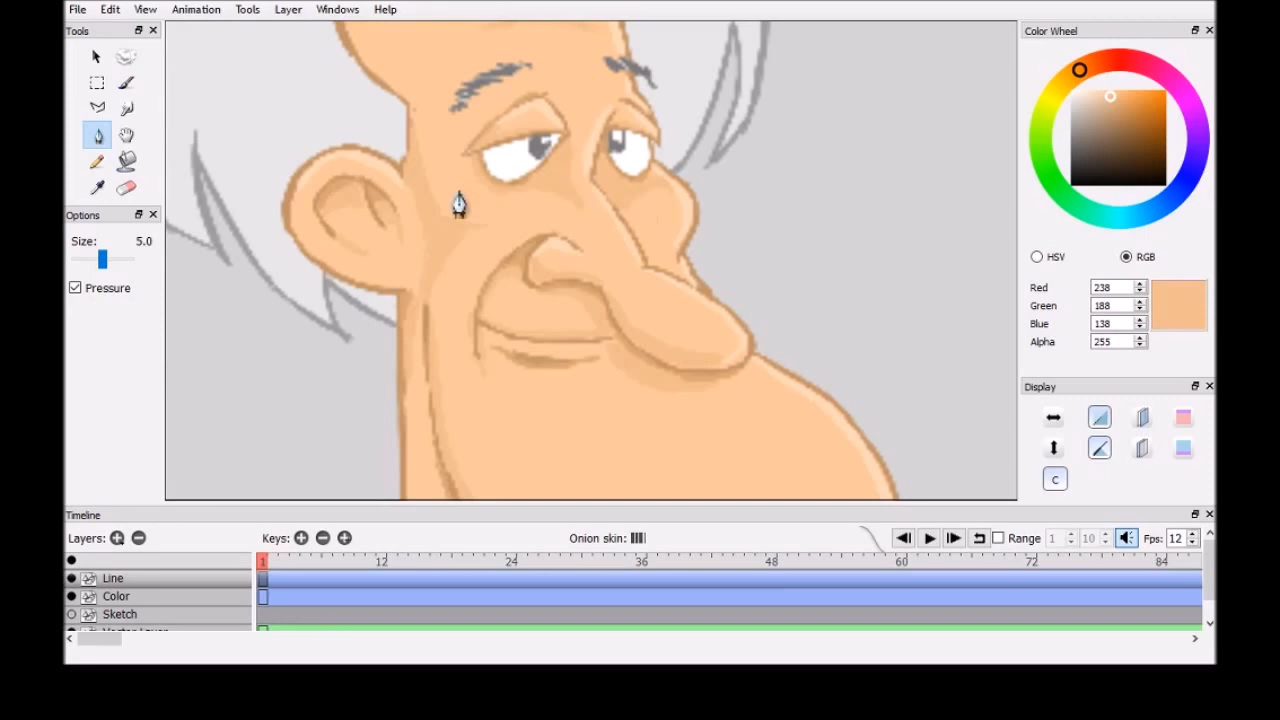 File Edit View Animation Tools Layer Windows Help
Tools
Color Wheel
Options
Size: 5.0
Pressure
HSV RGB
Red 238
Green 188
Blue 138
Alpha 255
Display
C
Timeline
Layers: Keys: Onion skin: Range 1 10 Fps: 12
1 12 24 36 48 60 72 84
Line
Color
Sketch